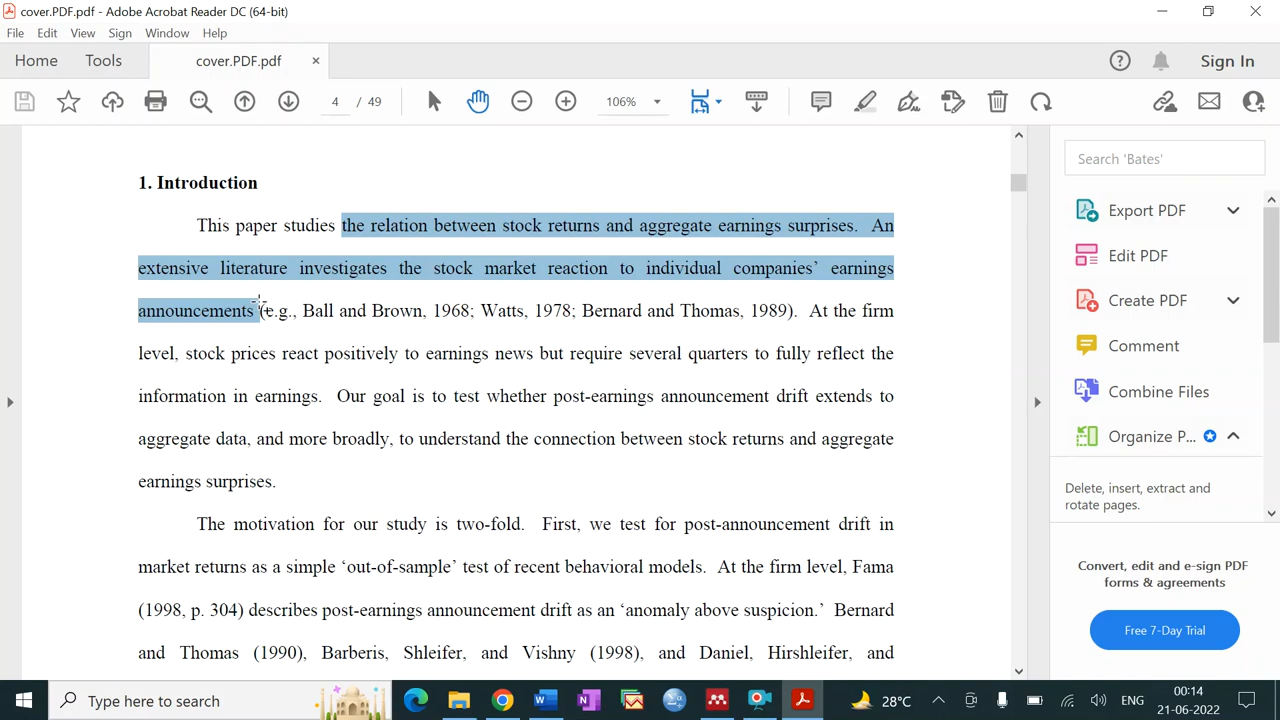 cover.PDF.pdf - Adobe Acrobat Reader DC (64-bit)
File Edit View Sign Window Help
Home Tools cover.PDF.pdf × Sign In
4 / 49 106%
Search 'Bates'
1. Introduction
This paper studies the relation between stock returns and aggregate earnings surprises. An
extensive literature investigates the stock market reaction to individual companies’ earnings
announcements (e.g., Ball and Brown, 1968; Watts, 1978; Bernard and Thomas, 1989). At the firm
level, stock prices react positively to earnings news but require several quarters to fully reflect the
information in earnings. Our goal is to test whether post-earnings announcement drift extends to
aggregate data, and more broadly, to understand the connection between stock returns and aggregate
earnings surprises.
The motivation for our study is two-fold. First, we test for post-announcement drift in
market returns as a simple ‘out-of-sample’ test of recent behavioral models. At the firm level, Fama
(1998, p. 304) describes post-earnings announcement drift as an ‘anomaly above suspicion.’ Bernard
and Thomas (1990), Barberis, Shleifer, and Vishny (1998), and Daniel, Hirshleifer, and
Export PDF
Edit PDF
Create PDF
Comment
Combine Files
Organize P...
Delete, insert, extract and
rotate pages.
Convert, edit and e-sign PDF
forms & agreements
Free 7-Day Trial
Type here to search
28°C ENG
00:14
21-06-2022